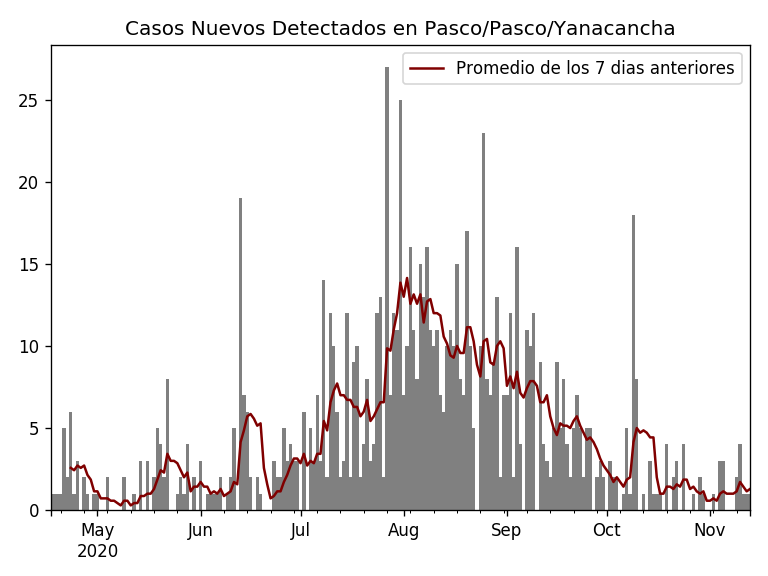 Casos Nuevos Detectados en Pasco/Pasco/Yanacancha
Promedio de los 7 dias anteriores
25
20
15
10
5
0
May Jun Jul Aug Sep Oct Nov
2020